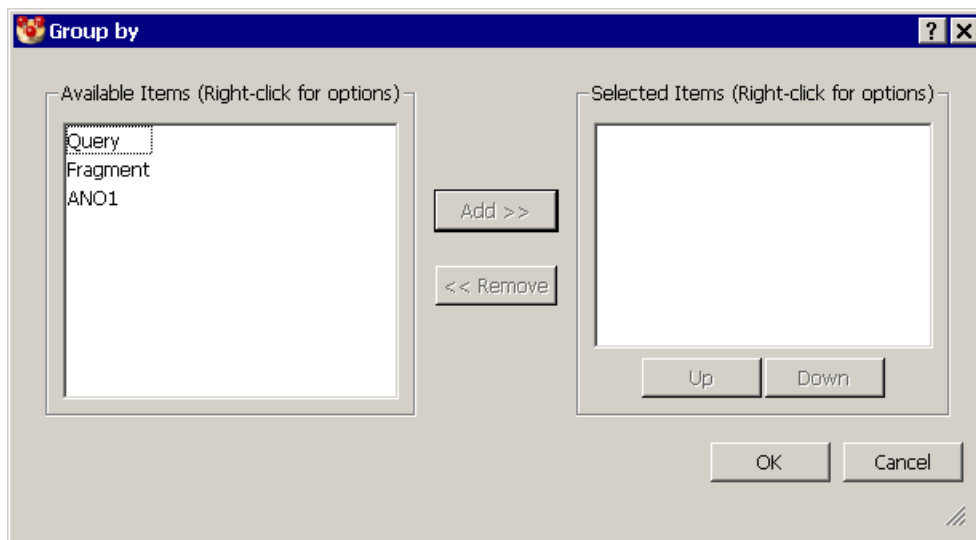 Group by
Available Items (Right-click for options)
Query
Fragment
ANO1
Add >>
<< Remove
Selected Items (Right-click for options)
Up
Down
OK
Cancel